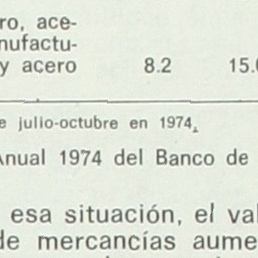 ro, ace-
nufactu-
y acero 8.2 15.
e julio-octubre en 1974.
Anual 1974 del Banco de
esa situación, el val
de mercancías aume